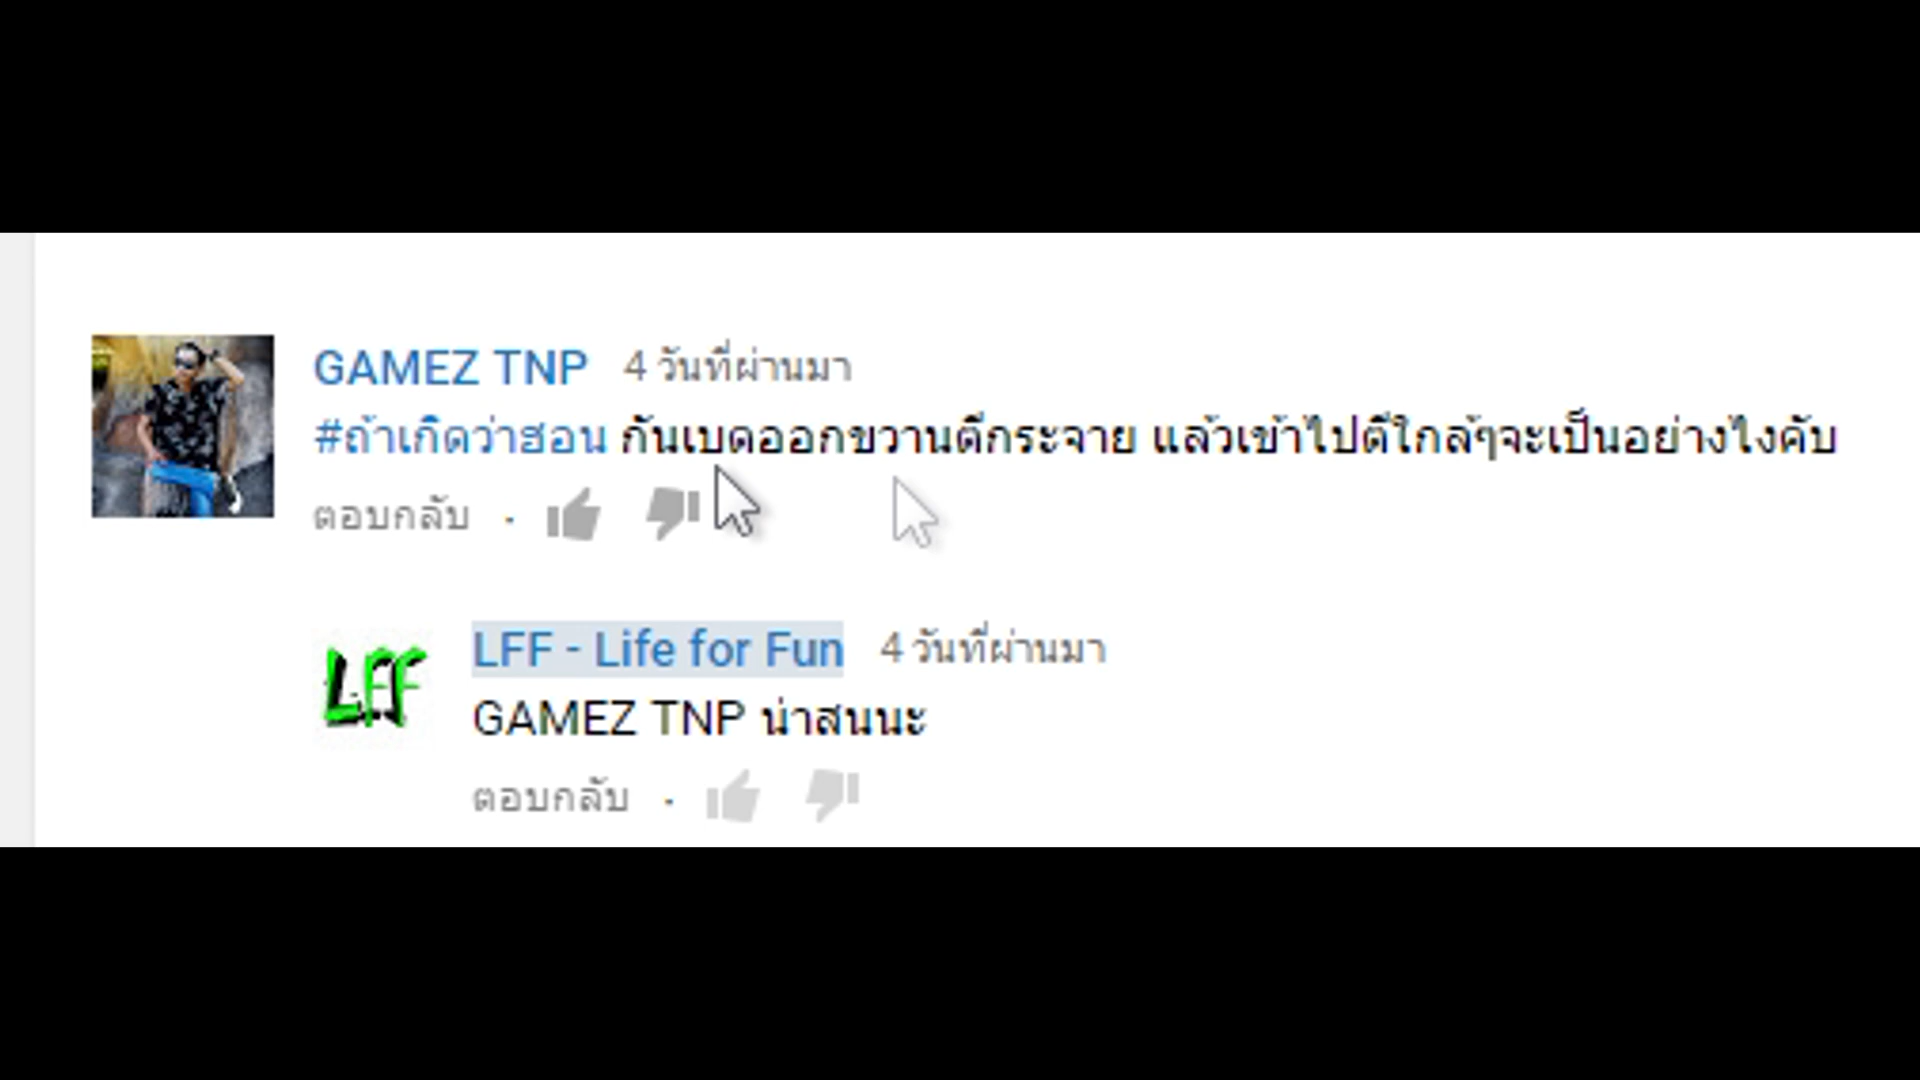 GAMEZ TNP 4 วันที่ผ่านมา
#ถ้าเกิดว่าฮอน กันเบดออกขวานตีกระจาย แล้วเข้าไปตีใกล้ๆจะเป็นอย่างไงคับ
ตอบกลับ ·
LFF
LFF - Life for Fun 4 วันที่ผ่านมา
GAMEZ TNP น่าสนนะ
ตอบกลับ ·